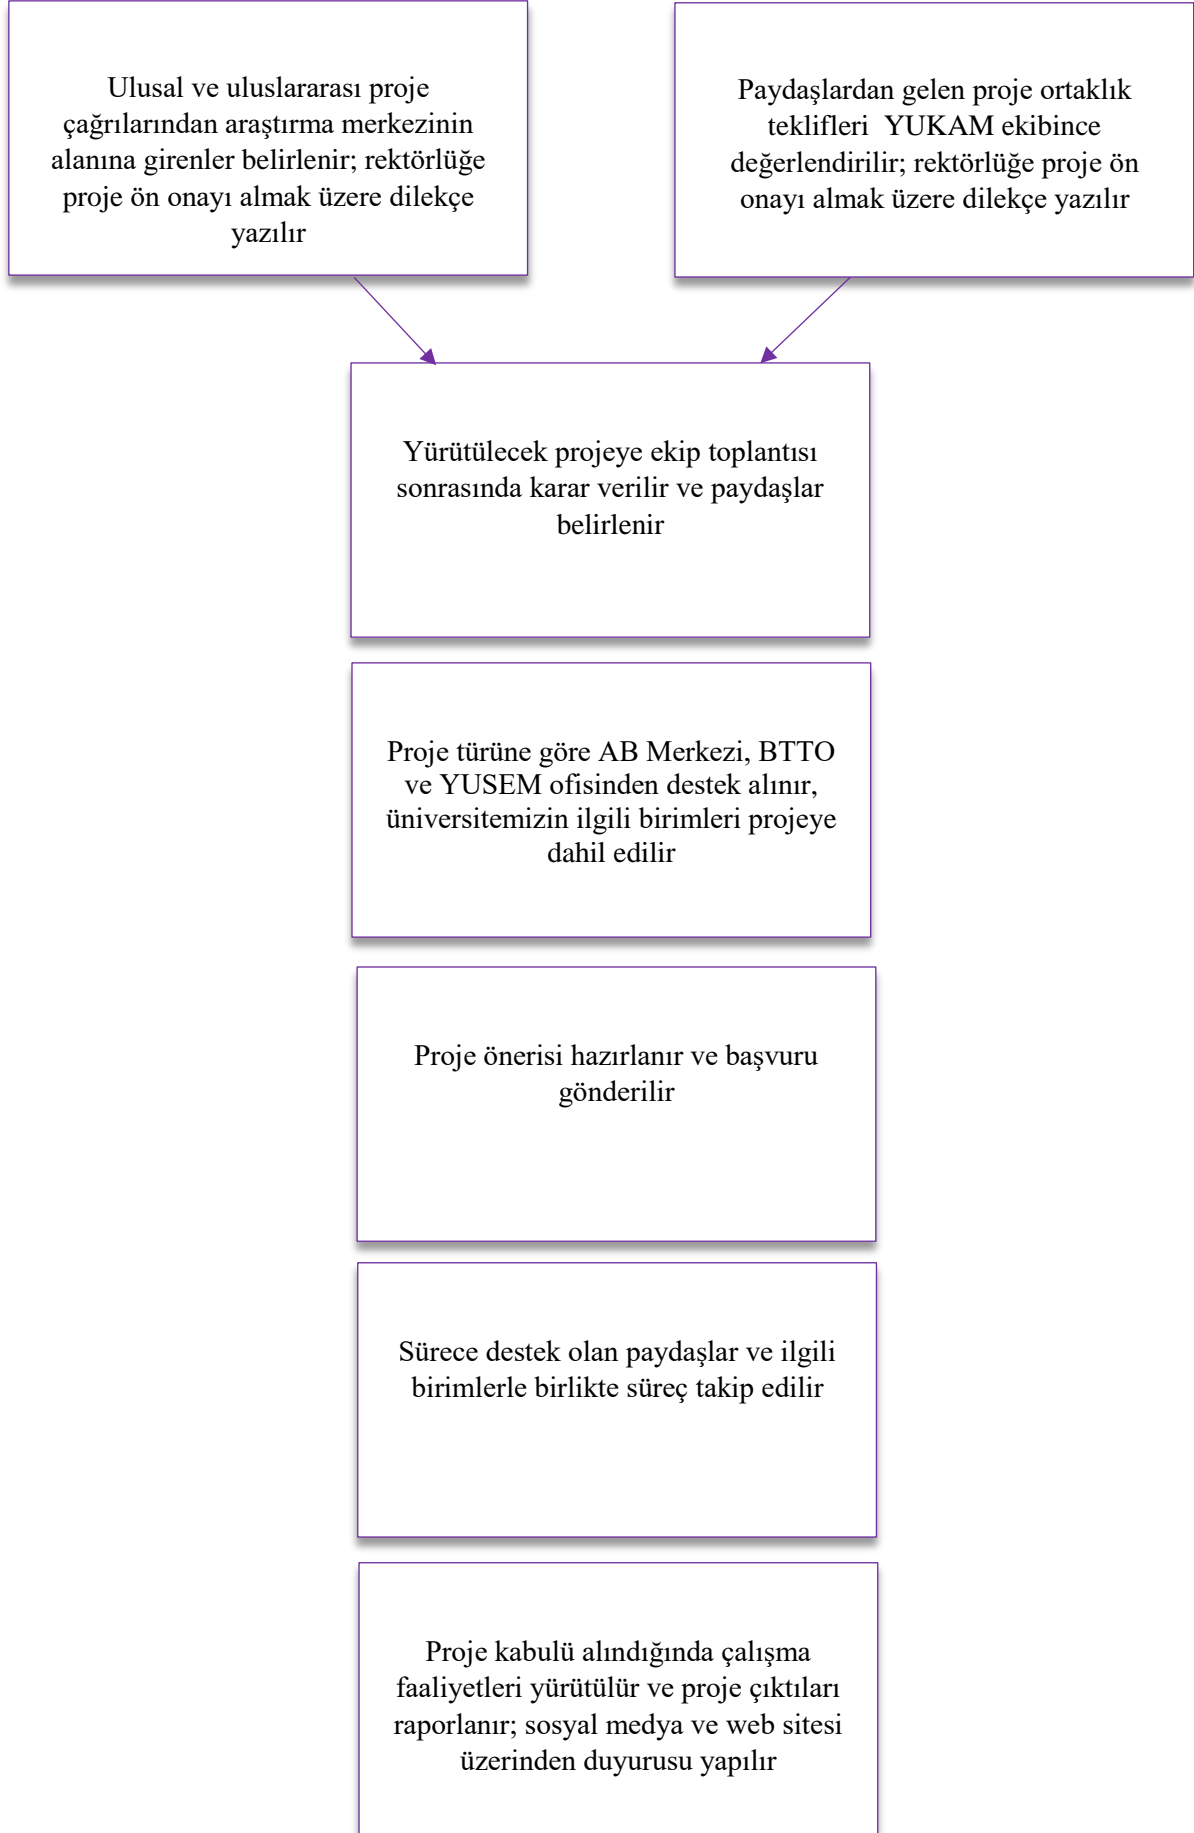 Ulusal ve uluslararası proje
çağrılarından araştırma merkezinin
alanına girenler belirlenir; rektörlüğe
proje ön onayı almak üzere dilekçe
yazılır
Paydaşlardan gelen proje ortaklık
teklifleri  YUKAM ekibince
değerlendirilir; rektörlüğe proje ön
onayı almak üzere dilekçe yazılır
Yürütülecek projeye ekip toplantısı
sonrasında karar verilir ve paydaşlar
belirlenir
Proje türüne göre AB Merkezi, BTTO
ve YUSEM ofisinden destek alınır,
üniversitemizin ilgili birimleri projeye
dahil edilir
Proje önerisi hazırlanır ve başvuru
gönderilir
Sürece destek olan paydaşlar ve ilgili
birimlerle birlikte süreç takip edilir
Proje kabulü alındığında çalışma
faaliyetleri yürütülür ve proje çıktıları
raporlanır; sosyal medya ve web sitesi
üzerinden duyurusu yapılır